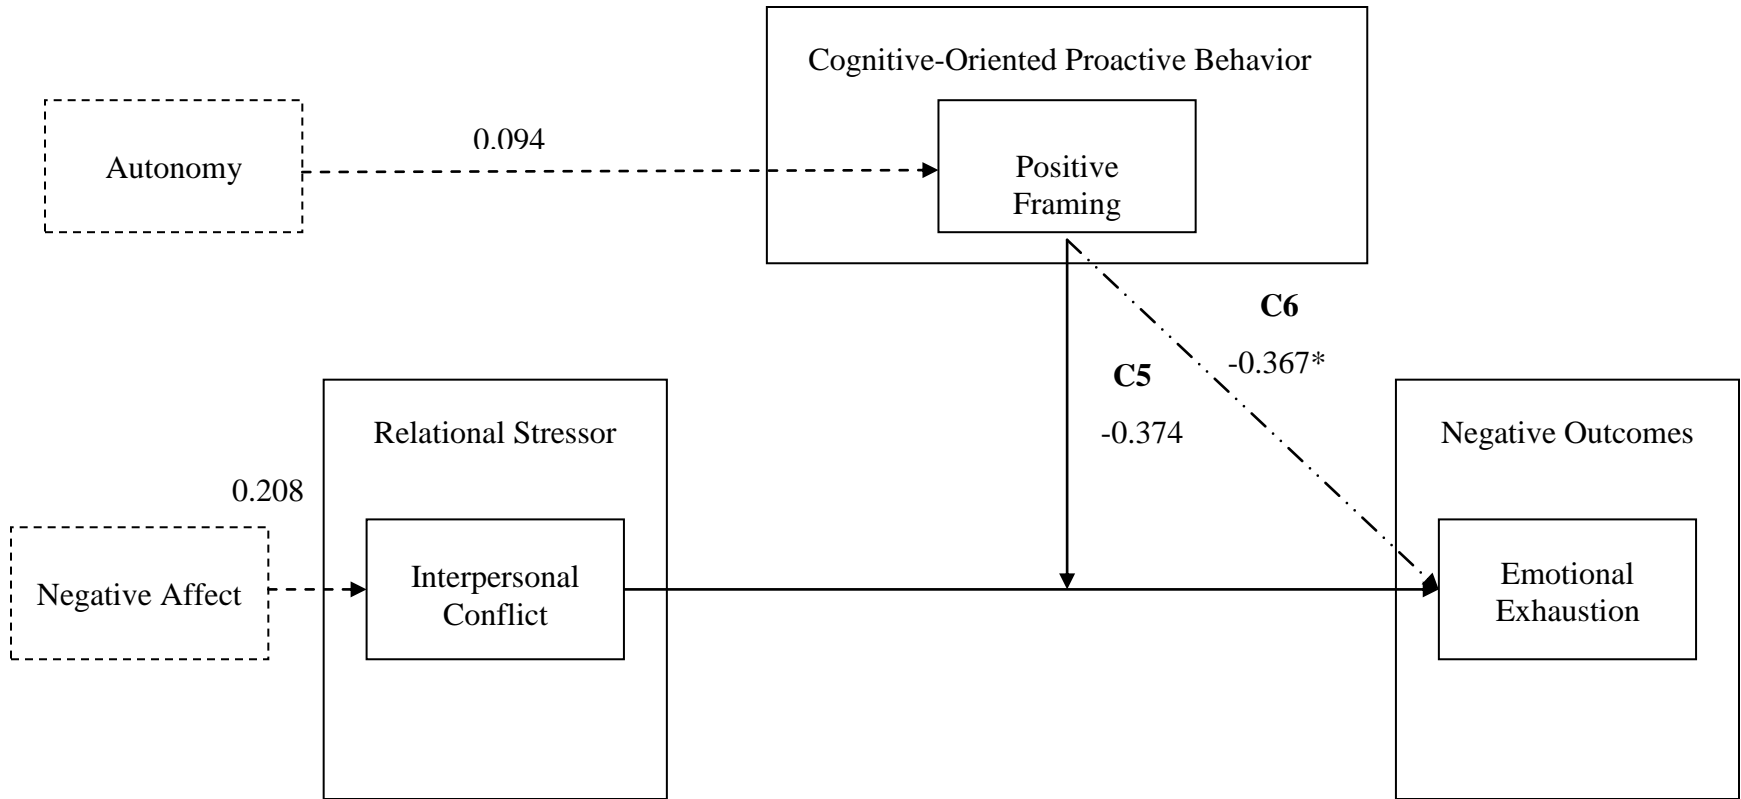 Cognitive-Oriented Proactive Behavior
0.094
Autonomy
Positive
Framing
C6
-0.367*
C5
-0.374
Relational Stressor
Negative Outcomes
0.208
Negative Affect
Interpersonal
Conflict
Emotional
Exhaustion